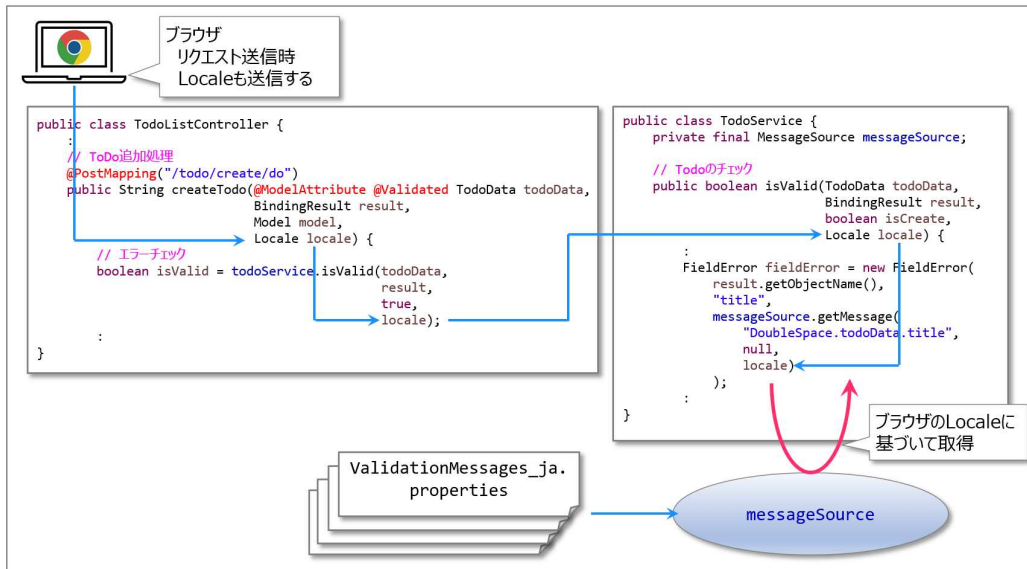 ブラウザ
リクエスト送信時
Localeも送信する
public class TodoListController {
:
// ToDo追加処理
@PostMapping("/todo/create/do")
public String createTodo(@ModelAttribute @Validated TodoData todoData,
BindingResult result,
Model model,
Locale locale) {
// エラーチェック
boolean isValid = todoService.isValid(todoData,
result,
true,
locale);
:
}
public class TodoService {
private final MessageSource messageSource;
// Todoのチェック
public boolean isValid(TodoData todoData,
BindingResult result,
boolean isCreate,
Locale locale) {
:
FieldError fieldError = new FieldError(
result.getObjectName(),
"title",
messageSource.getMessage(
"DoubleSpace.todoData.title",
null,
locale)
);
:
}
ブラウザのLocaleに
基づいて取得
ValidationMessages_ja.
properties
messageSource